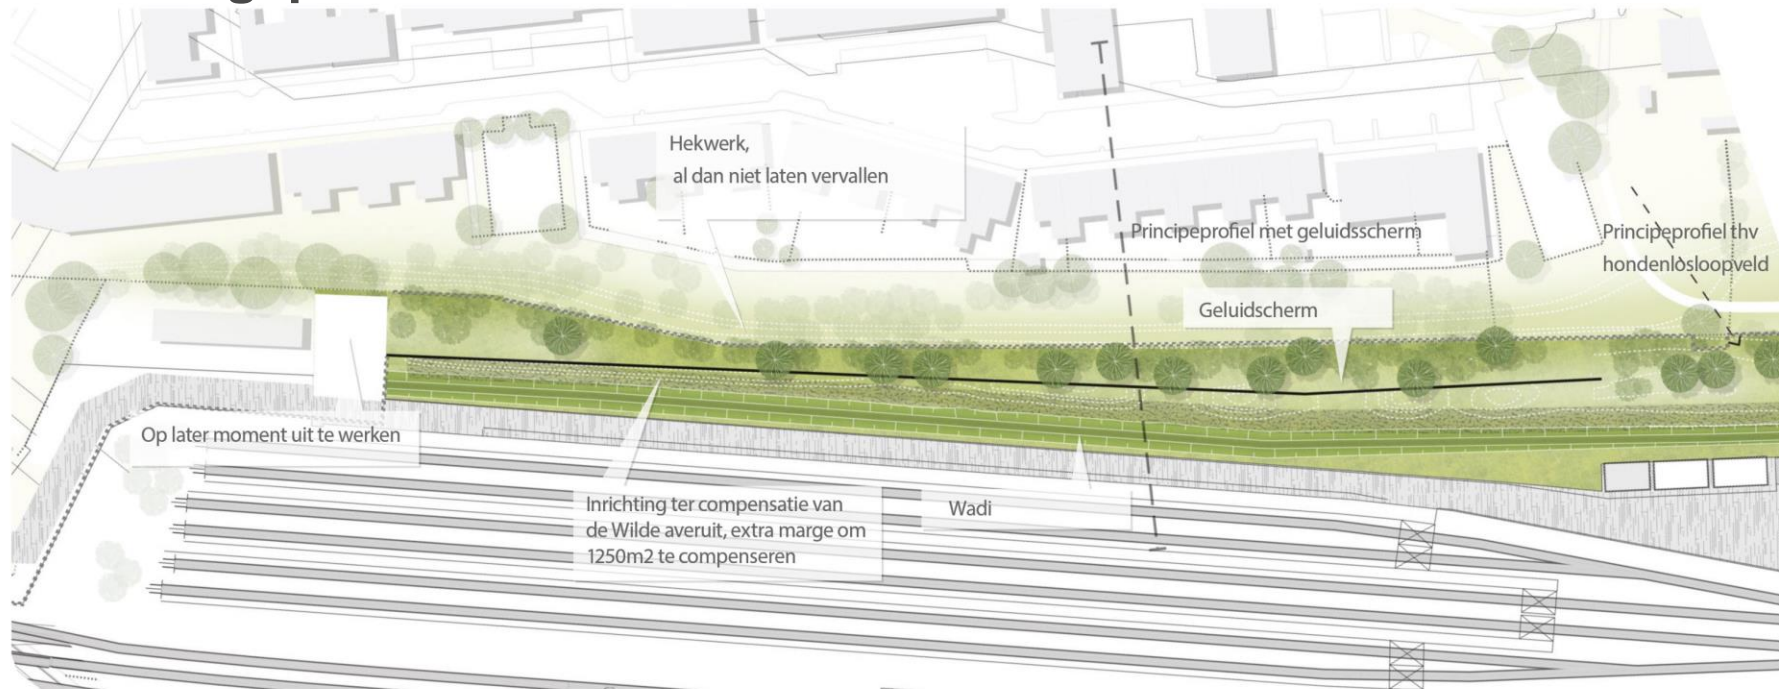 Hekwerk,
al dan niet laten vervallen
Principeprofiel met geluidsscherm
Principeprofiel thv
hondenlosloopveld
Geluidscherm
Op later moment uit te werken
Inrichting ter compensatie van
de Wilde averuit, extra marge om
1250m2 te compenseren
Wadi